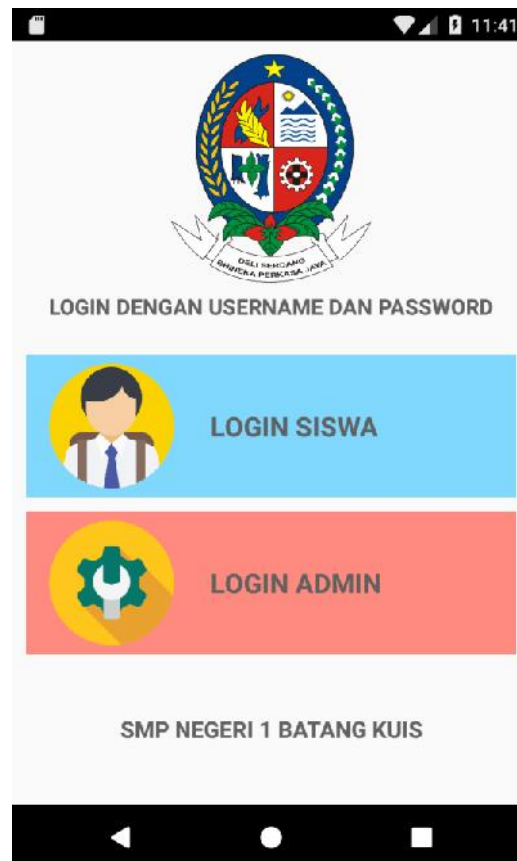 11:41
DELI SERDANG
BHINEKA PERKASA JAYA
LOGIN DENGAN USERNAME DAN PASSWORD
LOGIN SISWA
LOGIN ADMIN
SMP NEGERI 1 BATANG KUIS